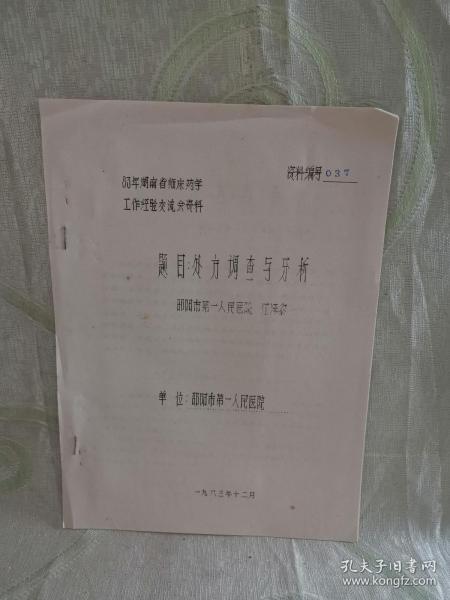 资料编号 037
83年湖南省临床药学
工作经验交流会资料
题目:处方调查与分析
邵阳市第一人民医院
单位:邵阳市第一人民医院
一九八三年十二月
孔夫子旧书网
www.kongfz.com